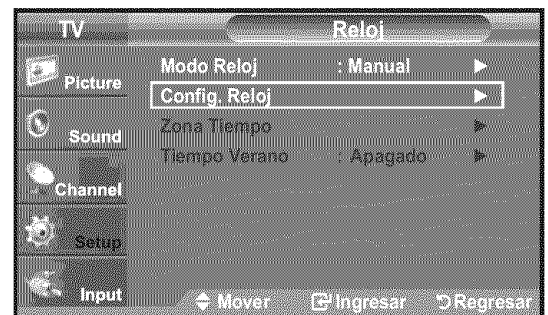 TV
Reloj
Picture
Sound
Channel
Setup
Input
Modo Reloj : Manual
Config. Reloj
Zona Tiempo
Tiempo Verano : Apagado
Mover Ingresar Regresar